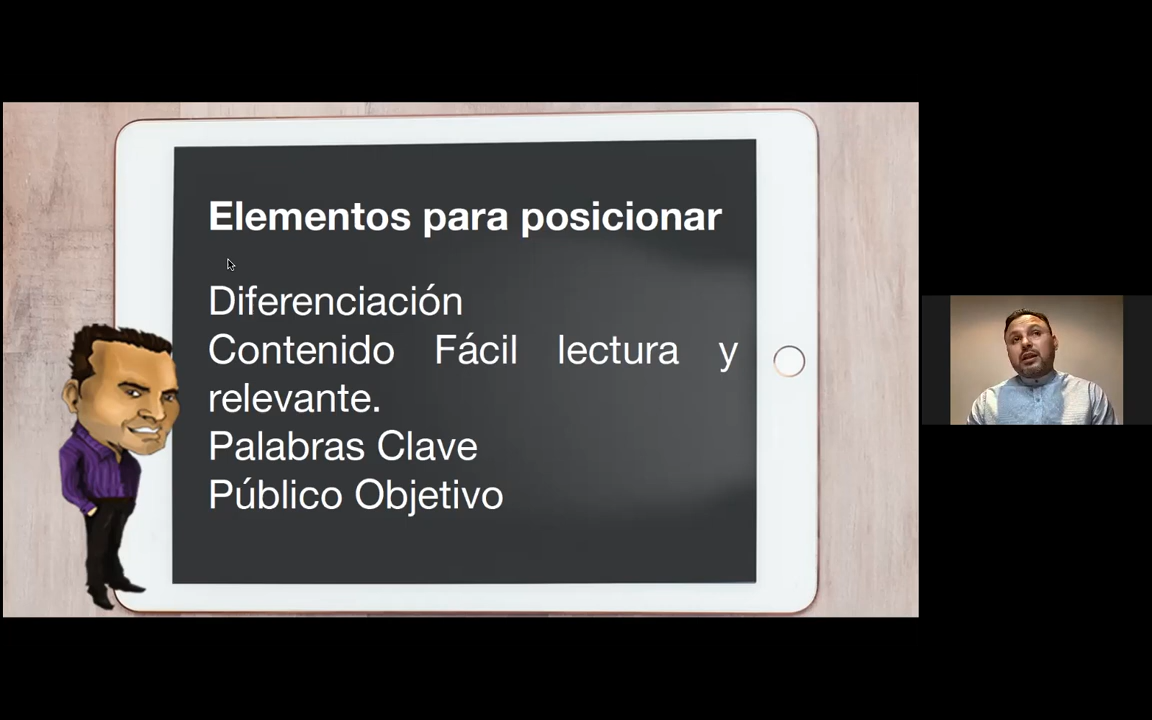 Elementos para posicionar
Diferenciación
Contenido Fácil lectura y
relevante.
Palabras Clave
Público Objetivo